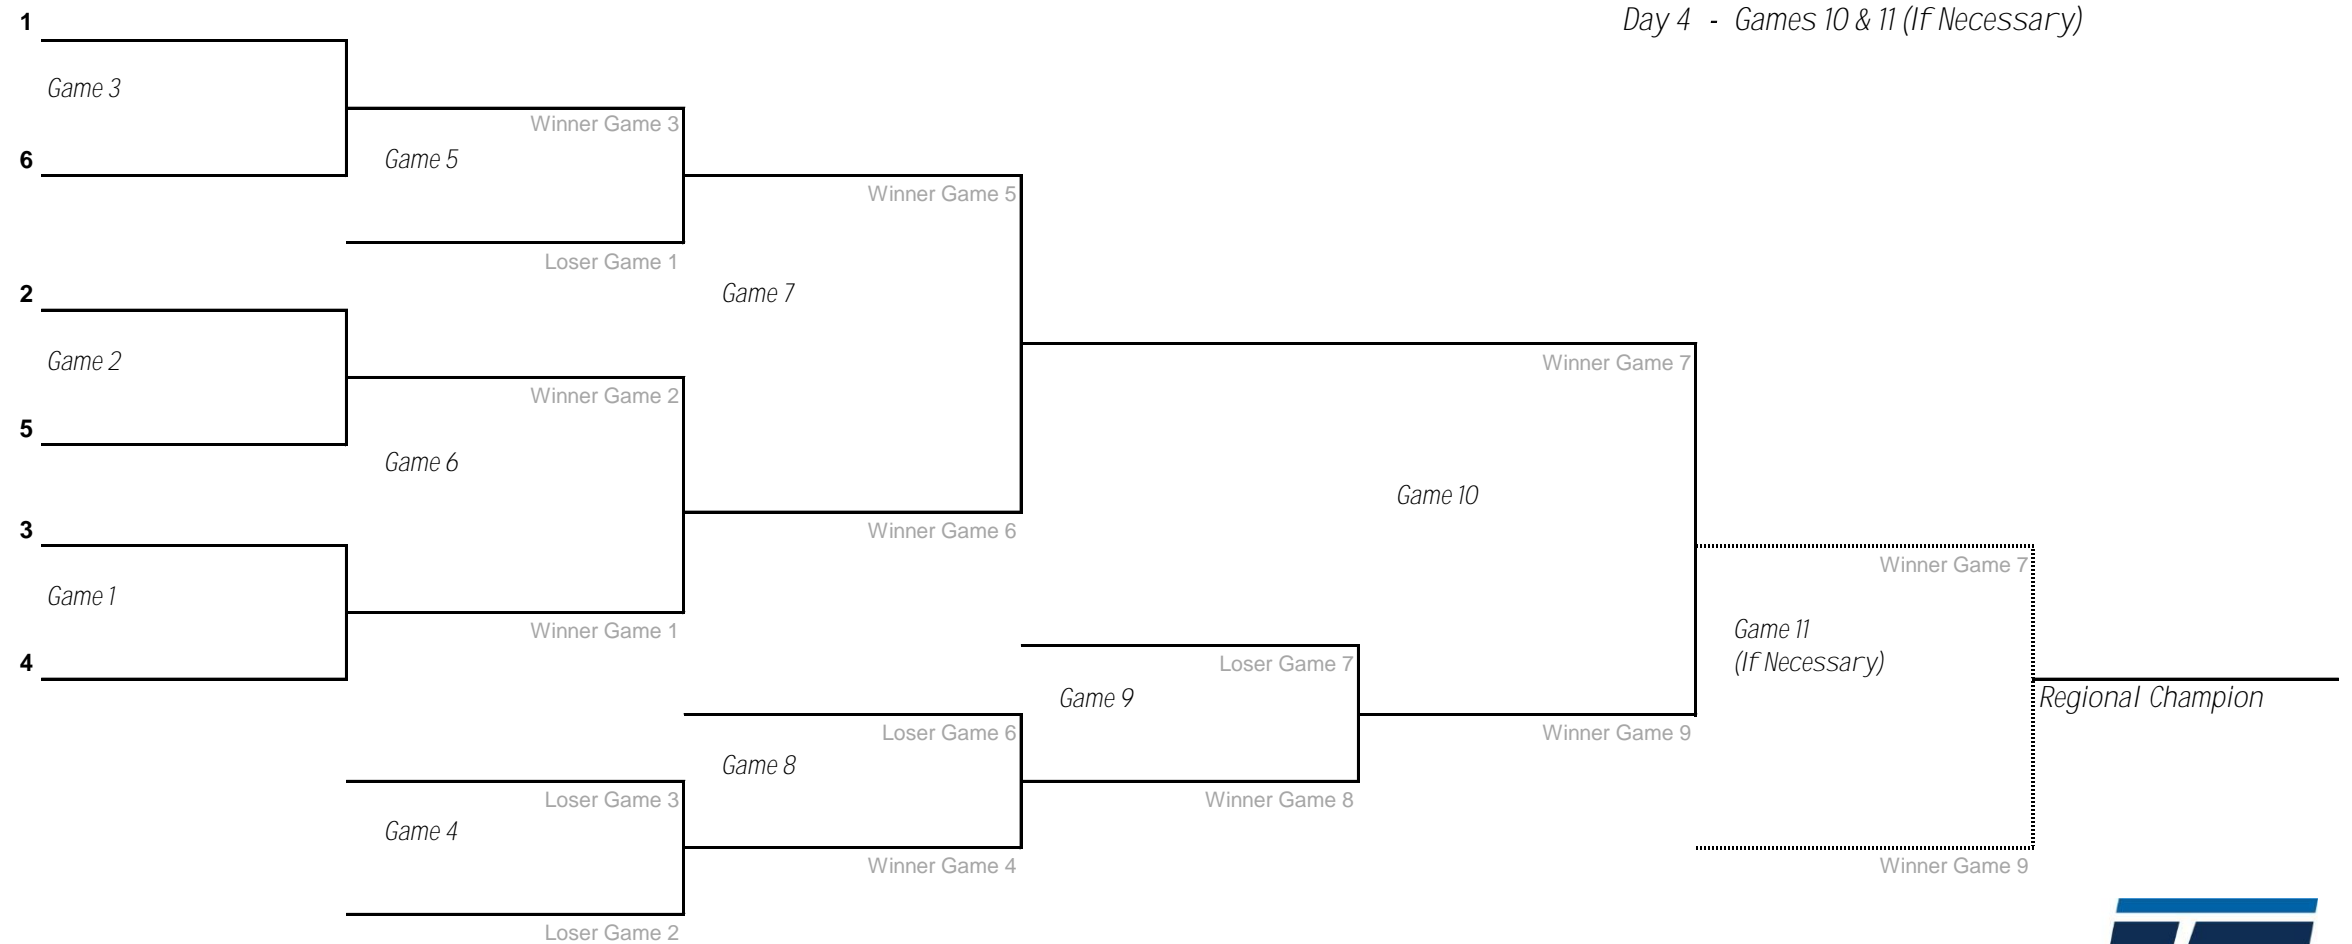 1
Day 4 - Games 10 & 11 (If Necessary)
Game 3
Winner Game 3
6
Game 5
Winner Game 5
Loser Game 1
2
Game 7
Game 2
Winner Game 7
Winner Game 2
5
Game 6
Game 10
3
Winner Game 6
Winner Game 7
Game 1
Winner Game 1
Game 11
(If Necessary)
4
Loser Game 7
Game 9
Regional Champion
Loser Game 6
Winner Game 9
Game 8
Loser Game 3
Winner Game 8
Game 4
Winner Game 4
Winner Game 9
Loser Game 2